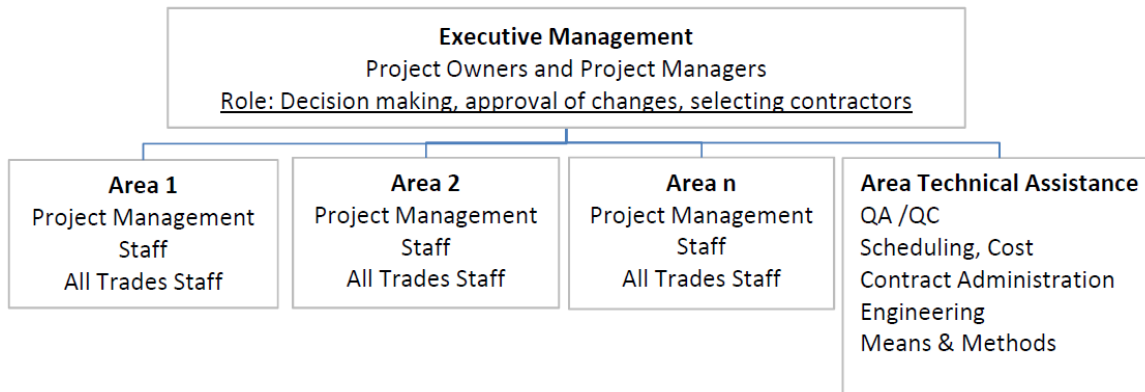 Executive Management
Project Owners and Project Managers
Role: Decision making, approval of changes, selecting contractors
Area 1
Project Management
Staff
All Trades Staff
Area 2
Project Management
Staff
All Trades Staff
Area n
Project Management
Staff
All Trades Staff
Area Technical Assistance
QA /QC
Scheduling, Cost
Contract Administration
Engineering
Means & Methods